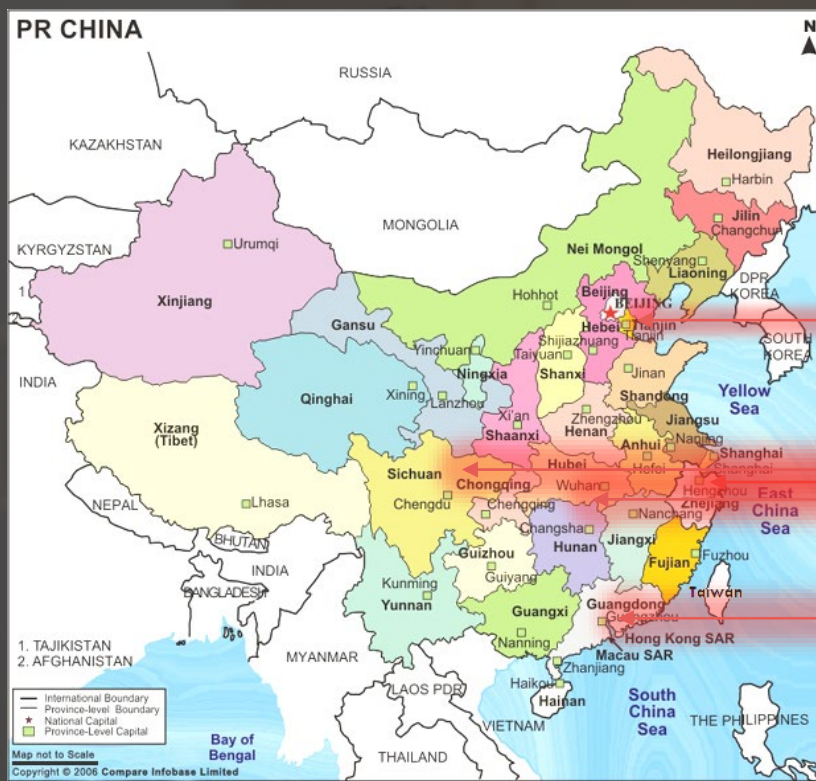 PR CHINA
N
RUSSIA
KAZAKHSTAN
Heilongjiang
Harbin
MONGOLIA
Jilin
Changchun
KYRGYZSTAN
Urumqi
Nei Mongol
Shenyang
Liaoning
DPR
KOREA
1
Xinjiang
Hohhot
Beijing
BEIJING
Gansu
Hebei
Tianjin
Tianjin
SOUTH
KOREA
Yinchuan
Taiyuan
Shijiazhuang
INDIA
Ningxia
Shanxi
Jinan
Qinghai
Xining
Lanzhou
Shandong
Yellow
Sea
Xizang
(Tibet)
Xi'an
Zhengzhou
Jiangsu
Shaanxi
Henan
Anhui
Nanjing
Shanghai
Shanghai
Sichuan
Hubei
Hefei
Chongqing
Wuhan
Hengzhou
NEPAL
Lhasa
Chengdu
Chengqing
Zhejiang
East
China
Sea
Nanchang
Changsha
BHUTAN
Guizhou
Hunan
Jiangxi
Fujian
Fuzhou
INDIA
Guiyang
BANGLADESH
Kunming
Yunnan
Guangxi
Guangdong
Guangzhou
Taiwan
Nanning
Hong Kong SAR
1. TAJIKISTAN
2. AFGHANISTAN
MYANMAR
Macau SAR
Zhanjiang
LAOS PDR
Haikou
Hainan
International Boundary
Province-level Boundary
National Capital
Province-Level Capital
South
China
Sea
THE PHILIPPINES
VIETNAM
Bay of
Bengal
Map not to Scale
THAILAND
Copyright © 2006 Compare Infobase Limited